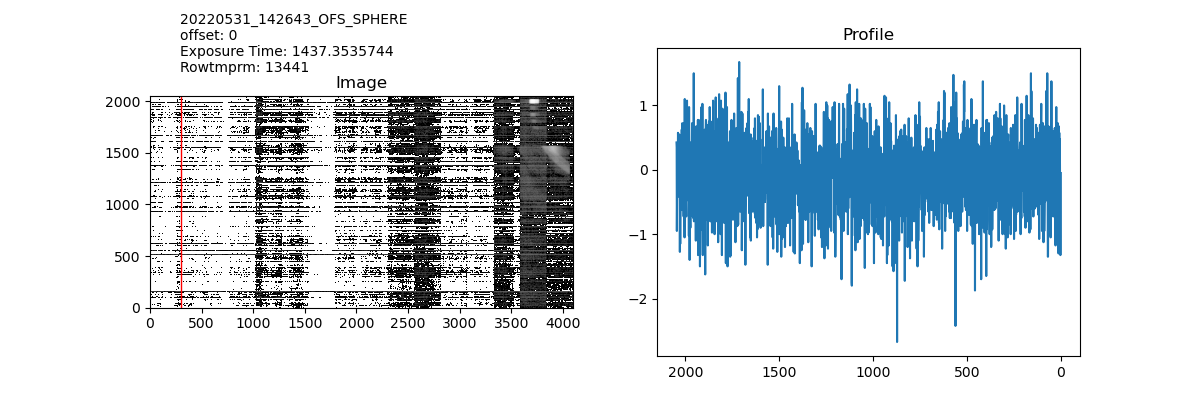 20220531_142643_OFS_SPHERE
offset: 0
Exposure Time: 1437.3535744
Rowtmprm: 13441
Image
2000
1500
1000
500
0
0 500 1000 1500 2000 2500 3000 3500 4000
Profile
1
0
−1
−2
2000 1500 1000 500 0